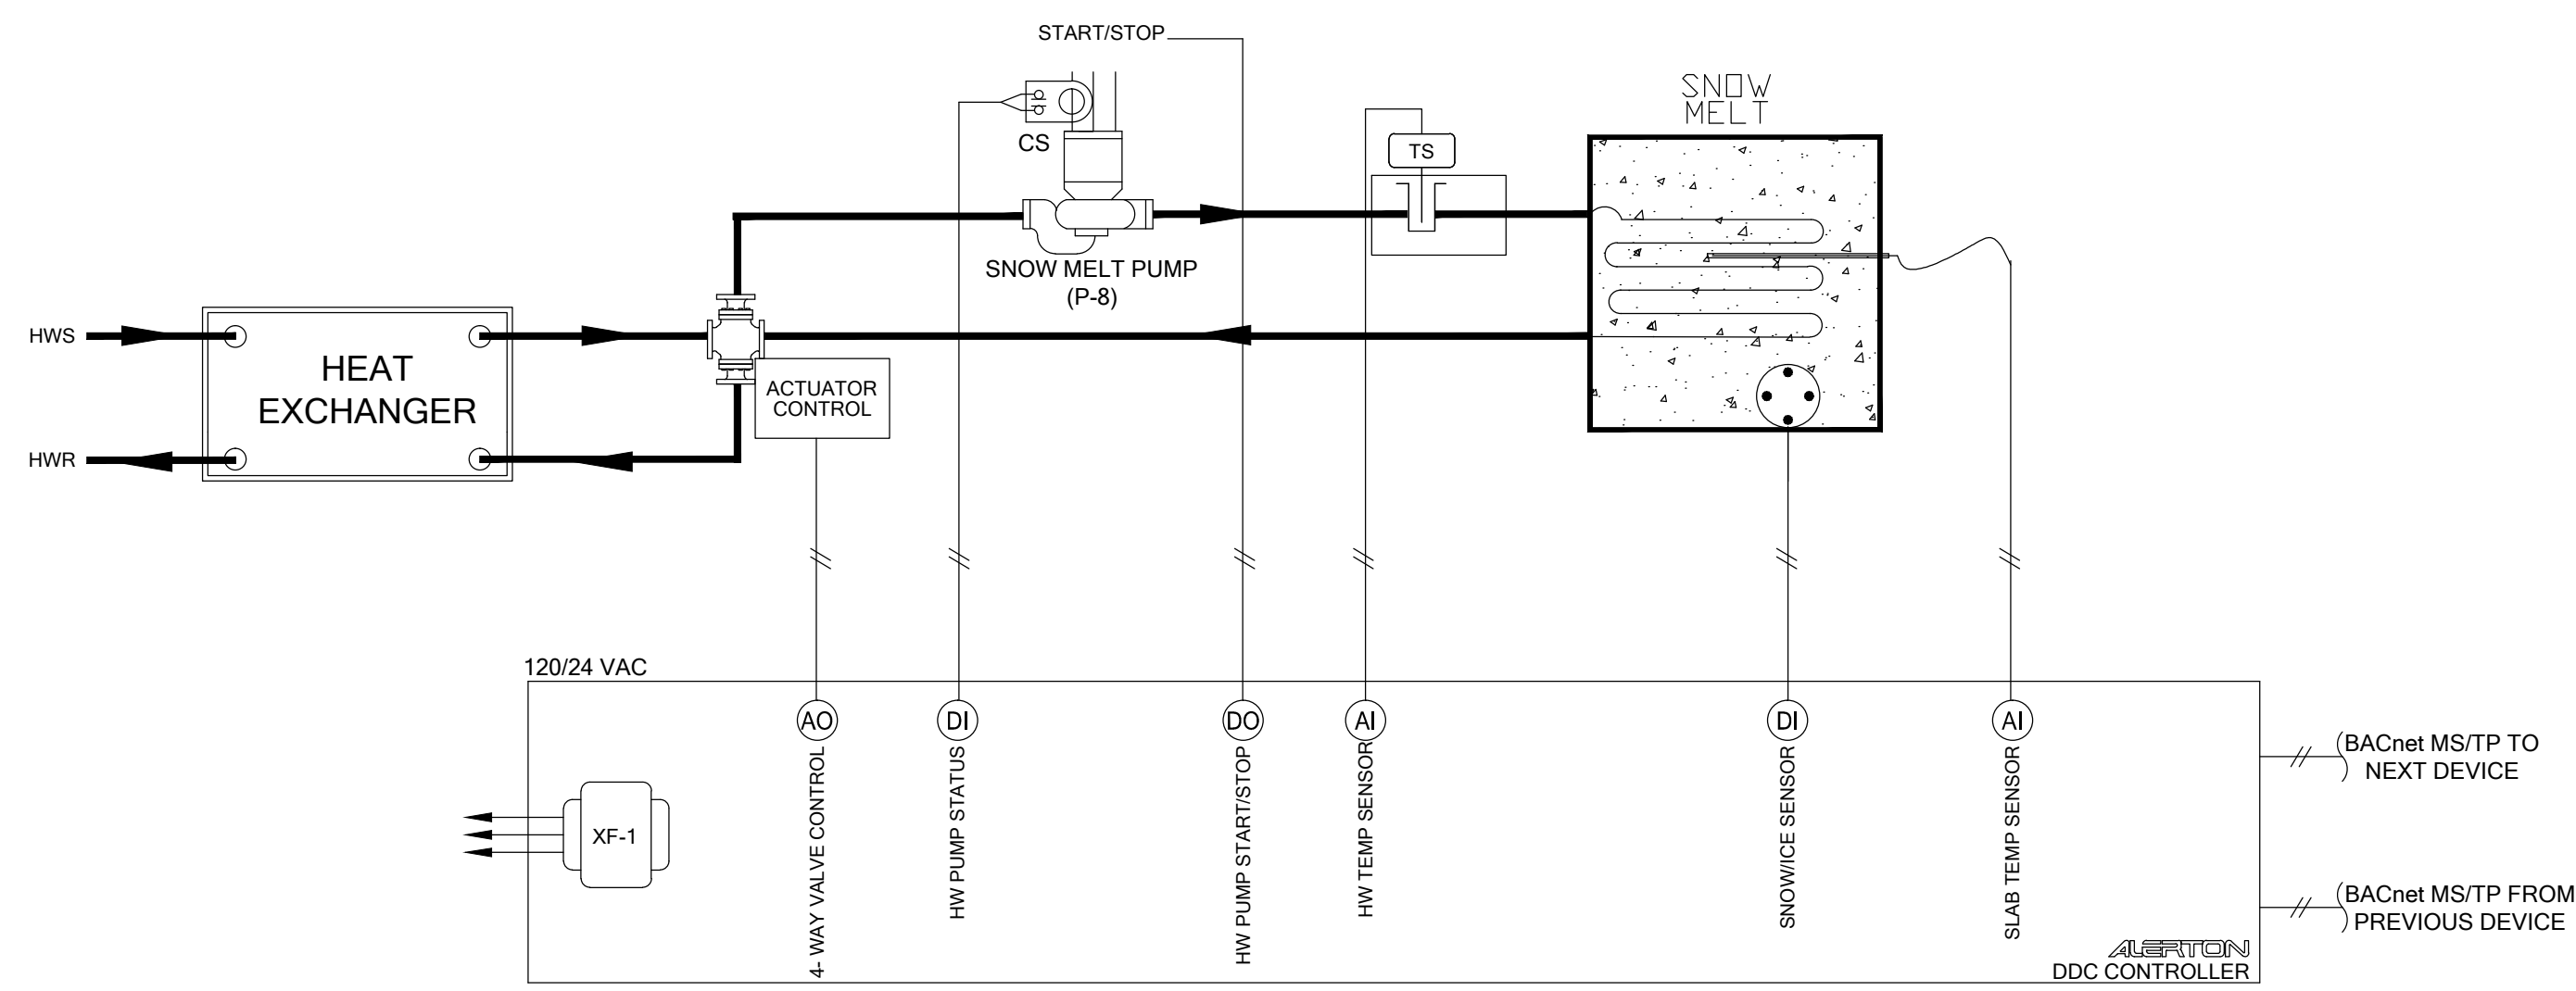 START/STOP
SNOW
MELT
CS
TS
SNOW MELT PUMP
(P-8)
HWS
HEAT
EXCHANGER
ACTUATOR
CONTROL
HWR
120/24 VAC
AO
DI
DO
AI
DI
AI
4- WAY VALVE CONTROL
HW PUMP STATUS
HW PUMP START/STOP
HW TEMP SENSOR
SNOW/ICE SENSOR
SLAB TEMP SENSOR
XF-1
BACnet MS/TP TO
NEXT DEVICE
BACnet MS/TP FROM
PREVIOUS DEVICE
ALERTON
DDC CONTROLLER